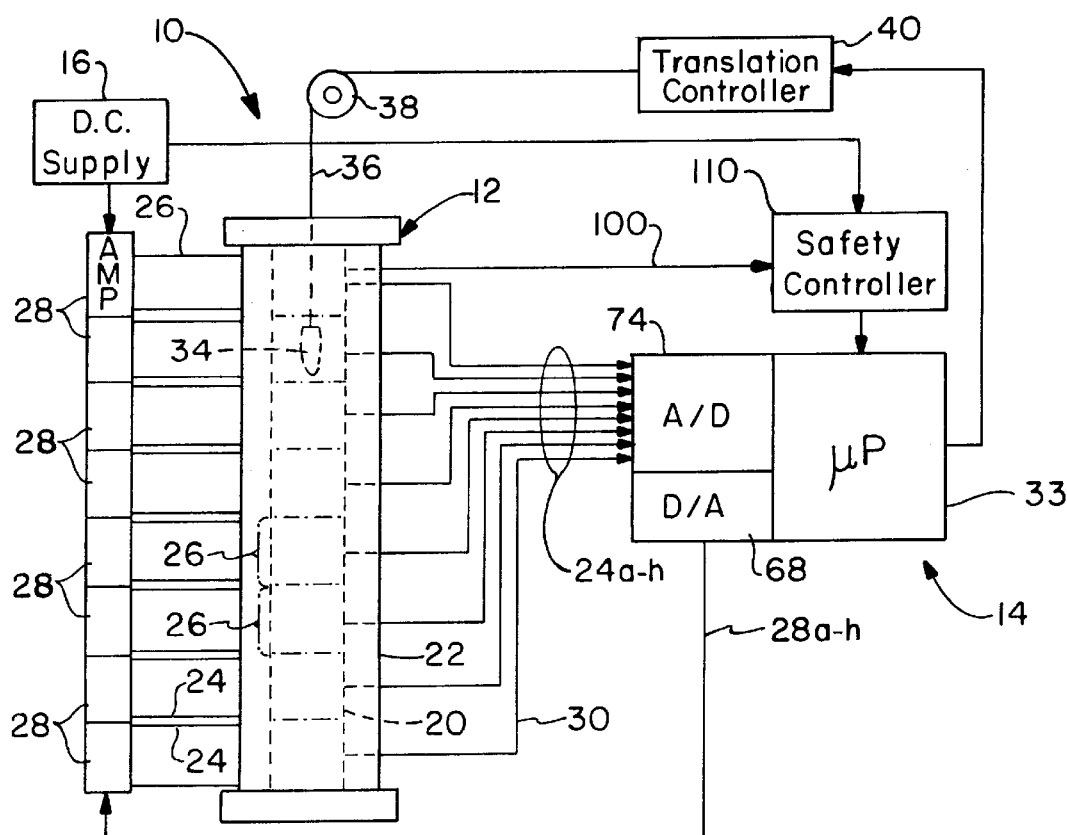 10
40
16
Translation
Controller
38
D.C.
Supply
36
110
12
26
100
AMP
Safety
Controller
28
34
74
A/D
μP
28
D/A
33
26
24a-h
68
28
14
26
28a-h
22
24
28
20
30
24